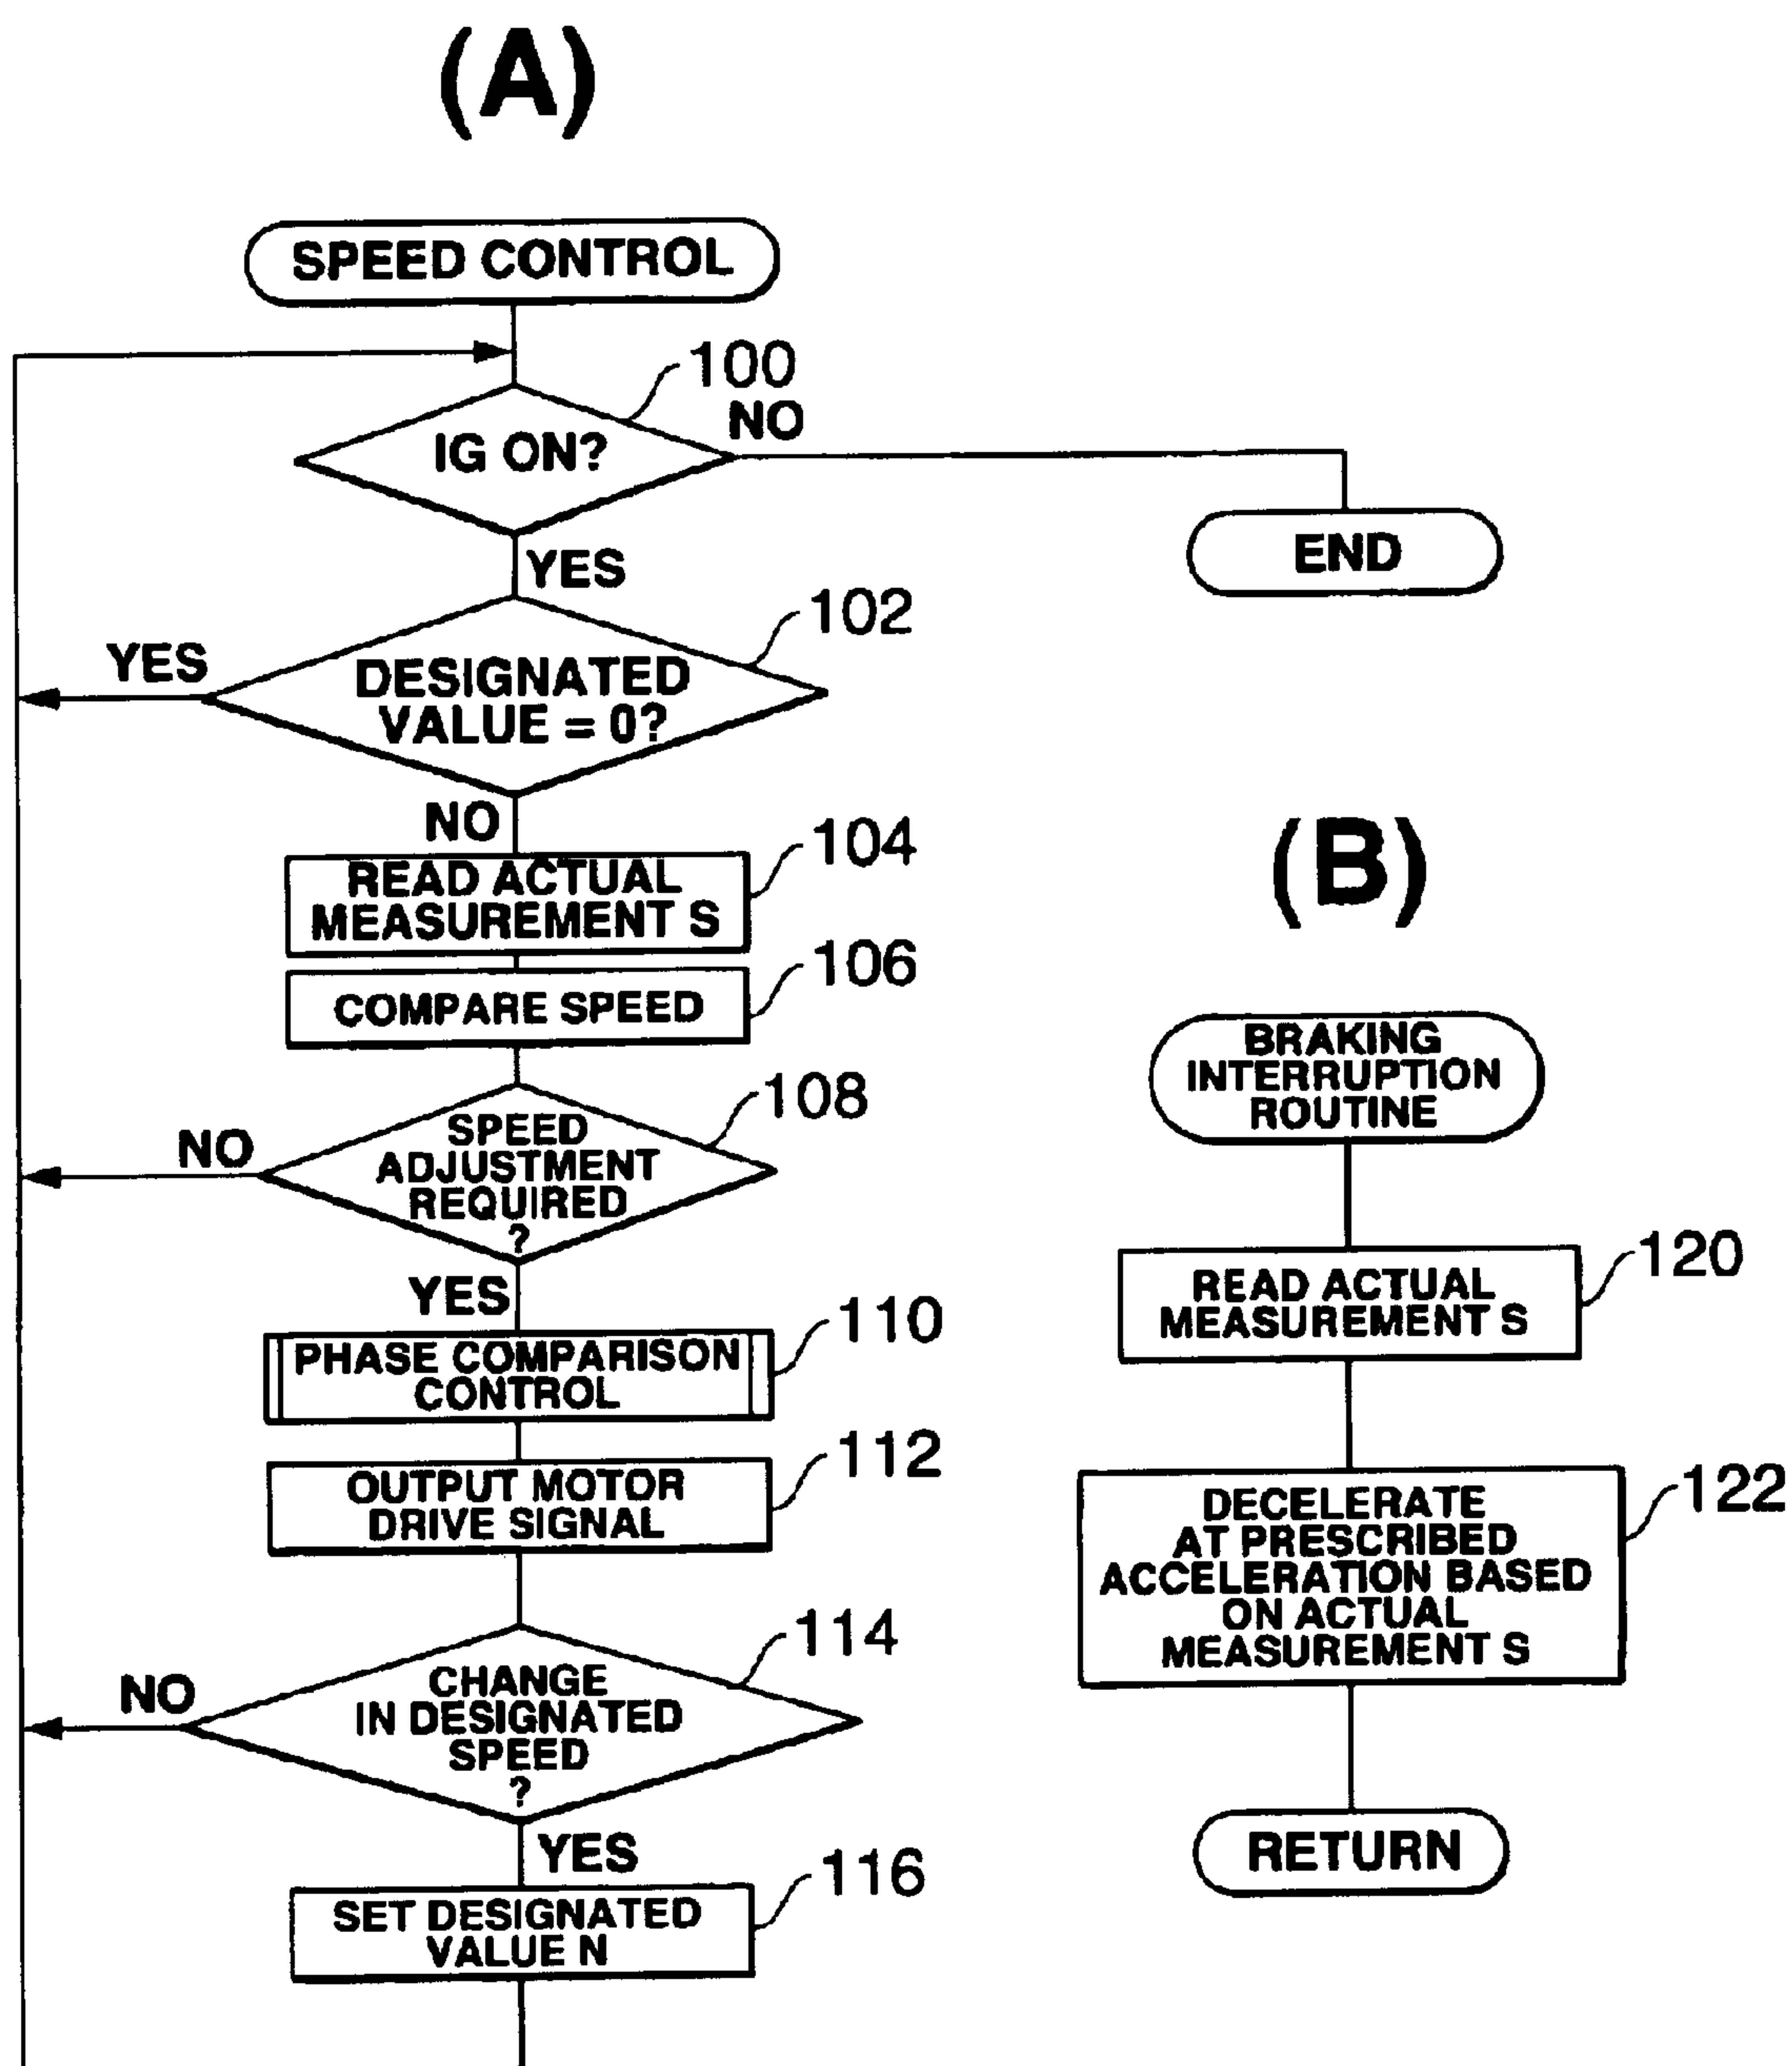 (A)
SPEED CONTROL
100
IG ON?
NO
END
YES
102
YES
DESIGNATED
VALUE = 0?
NO
104
READ ACTUAL
MEASUREMENT S
106
COMPARE SPEED
108
NO
SPEED
ADJUSTMENT
REQUIRED
?
YES
110
PHASE COMPARISON
CONTROL
112
OUTPUT MOTOR
DRIVE SIGNAL
114
NO
CHANGE
IN DESIGNATED
SPEED
?
YES
116
SET DESIGNATED
VALUE N
(B)
BRAKING
INTERRUPTION
ROUTINE
120
READ ACTUAL
MEASUREMENT S
122
DECELERATE
AT PRESCRIBED
ACCELERATION BASED
ON ACTUAL
MEASUREMENT S
RETURN